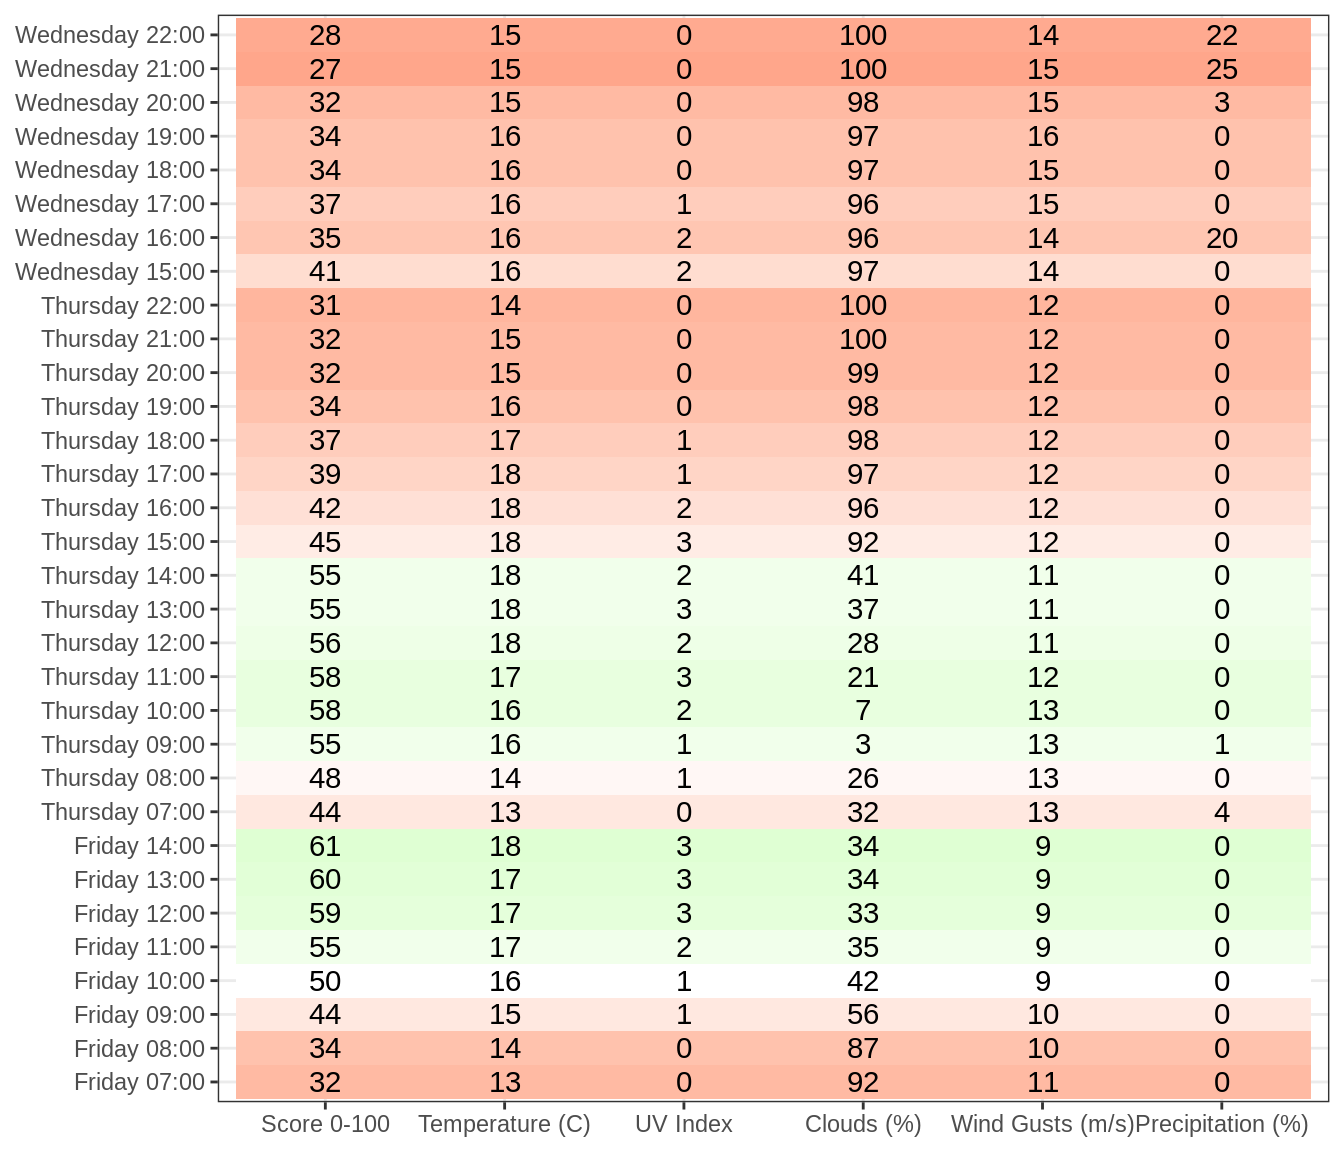 Wednesday 22:00 28 15 0 100 14 22
Wednesday 21:00 27 15 0 100 15 25
Wednesday 20:00 32 15 0 98 15 3
Wednesday 19:00 34 16 0 97 16 0
Wednesday 18:00 34 16 0 97 15 0
Wednesday 17:00 37 16 1 96 15 0
Wednesday 16:00 35 16 2 96 14 20
Wednesday 15:00 41 16 2 97 14 0
Thursday 22:00 31 14 0 100 12 0
Thursday 21:00 32 15 0 100 12 0
Thursday 20:00 32 15 0 99 12 0
Thursday 19:00 34 16 0 98 12 0
Thursday 18:00 37 17 1 98 12 0
Thursday 17:00 39 18 1 97 12 0
Thursday 16:00 42 18 2 96 12 0
Thursday 15:00 45 18 3 92 12 0
Thursday 14:00 55 18 2 41 11 0
Thursday 13:00 55 18 3 37 11 0
Thursday 12:00 56 18 2 28 11 0
Thursday 11:00 58 17 3 21 12 0
Thursday 10:00 58 16 2 7 13 0
Thursday 09:00 55 16 1 3 13 1
Thursday 08:00 48 14 1 26 13 0
Thursday 07:00 44 13 0 32 13 4
Friday 14:00 61 18 3 34 9 0
Friday 13:00 60 17 3 34 9 0
Friday 12:00 59 17 3 33 9 0
Friday 11:00 55 17 2 35 9 0
Friday 10:00 50 16 1 42 9 0
Friday 09:00 44 15 1 56 10 0
Friday 08:00 34 14 0 87 10 0
Friday 07:00 32 13 0 92 11 0
Score 0-100 Temperature (C) UV Index Clouds (%) Wind Gusts (m/s) Precipitation (%)